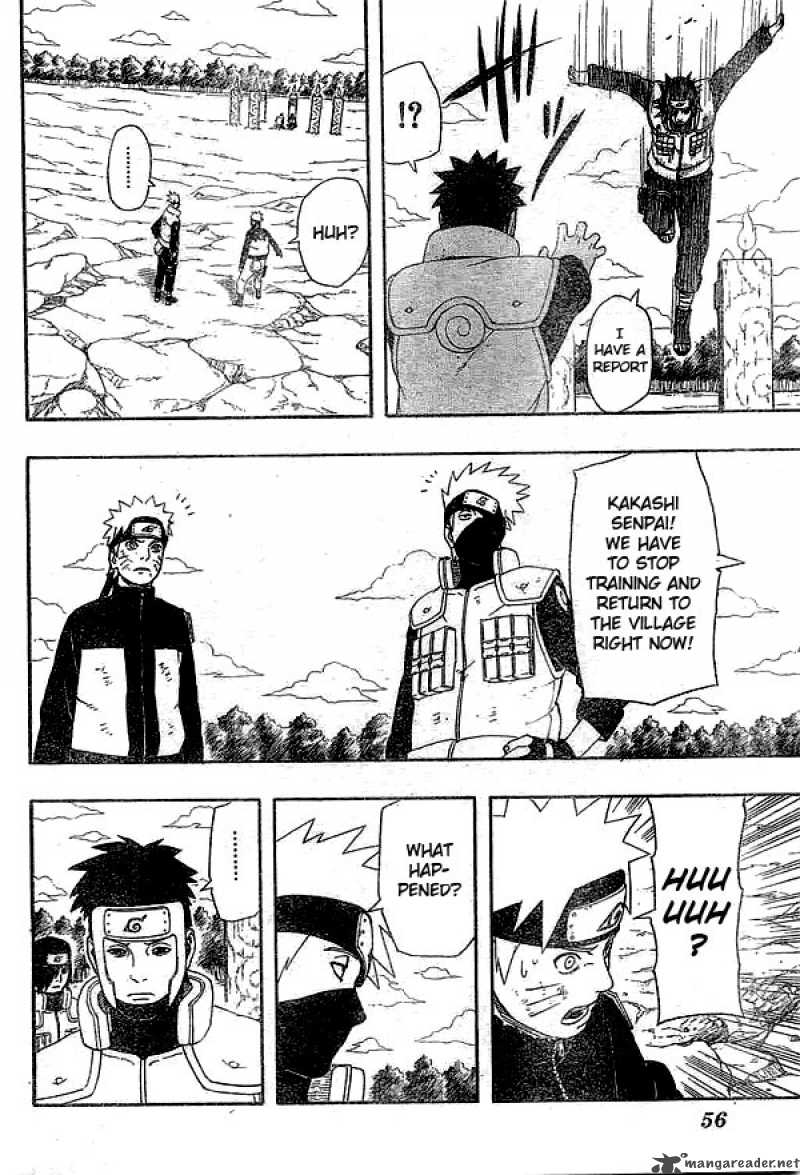 !?
I
HAVE A
REPORT
HUH?
.........
KAKASHI
SENPAI!
WE HAVE
TO STOP
TRAINING AND
RETURN TO
THE VILLAGE
RIGHT NOW!
HUU
UUH
?
WHAT
HAP-
PENED?
.........
56
mangareader.net